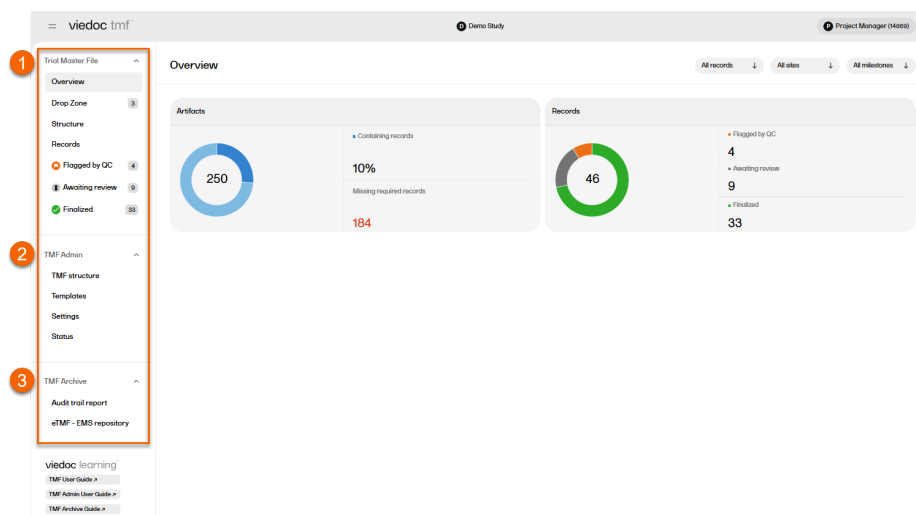 viedoc tmf
D Demo Study
P Project Manager (14869)
1
Trial Master File
Overview
Drop Zone 3
Structure
Records
Flagged by QC 4
Awaiting review 9
Finalized 33
2
TMF Admin
TMF structure
Templates
Settings
Status
3
TMF Archive
Audit trail report
eTMF - EMS repository
viedoc learning
TMF User Guide ↗
TMF Admin User Guide ↗
TMF Archive Guide ↗
Overview
All records ↓ All sites ↓ All milestones ↓
Artifacts
250
Containing records
10%
Missing required records
184
Records
46
Flagged by QC
4
Awaiting review
9
Finalized
33